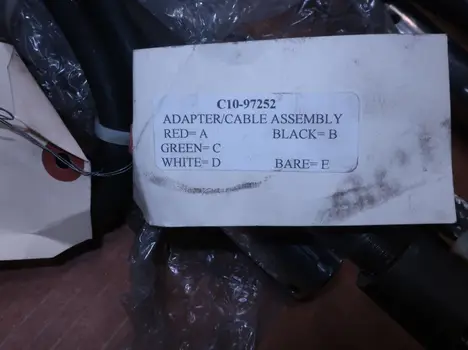 C10-97252
ADAPTER/CABLE ASSEMBLY
RED= A BLACK= B
GREEN= C
WHITE= D BARE= E